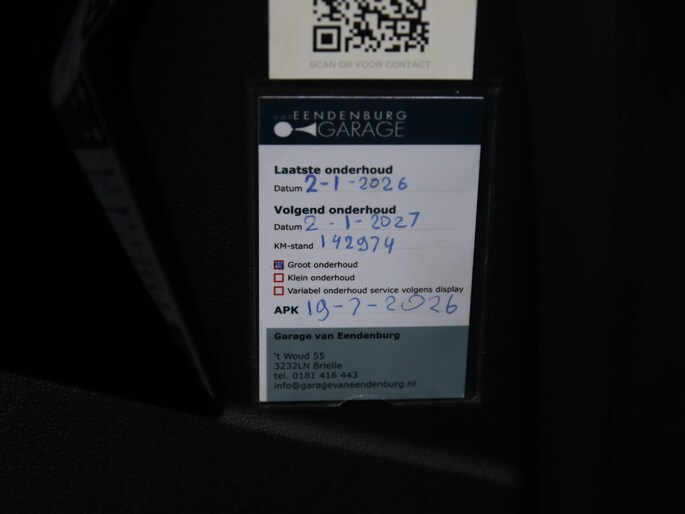 SCAN QR VOOR CONTACT
VAN EENDENBURG
GARAGE
Laatste onderhoud
Datum 2-1-2026
Volgend onderhoud
Datum 2-1-2027
KM-stand 142974
Groot onderhoud
Klein onderhoud
Variabel onderhoud service volgens display
APK 19-7-2026
Garage van Eendenburg
't Woud 55
3232LN Brielle
tel. 0181 416 443
info@garagevaneendenburg.nl